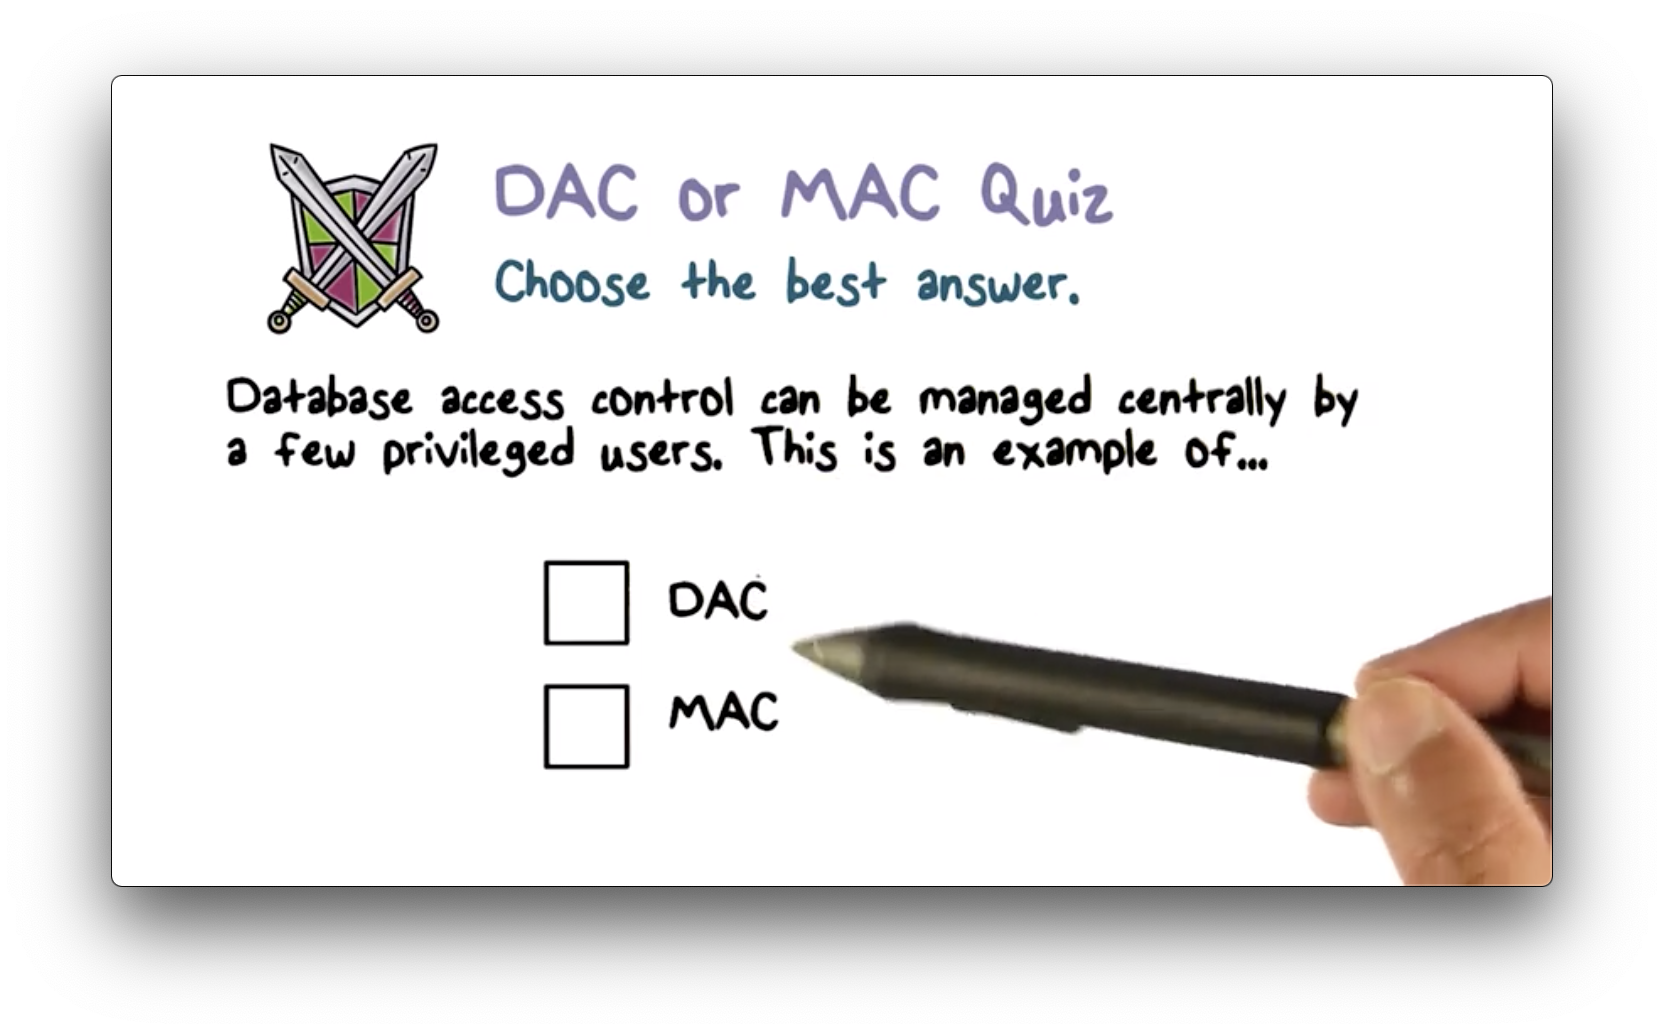 DAC or MAC Quiz
Choose the best answer.
Database access control can be managed centrally by
a few privileged users. This is an example of...
DAC
MAC